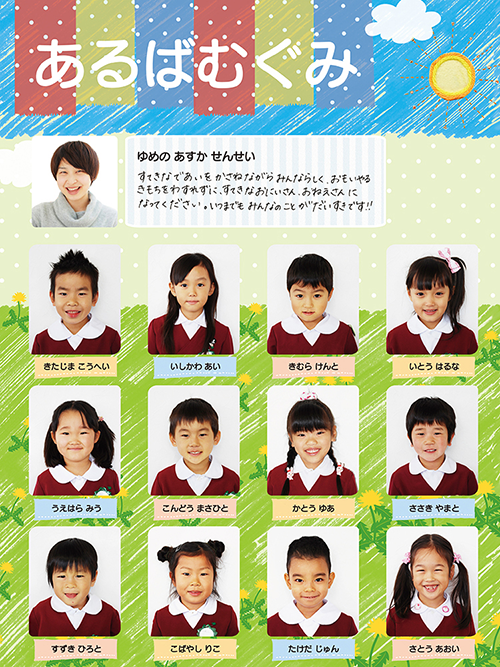 あるばむぐみ
ゆめの あすか せんせい
すてきなであいを かさねながら みんならしく、おもいやる
きもちをわすれずに、すてきなおにいさん、おねえさんに
なってください。いつまでも みんなのことが だいすきです!!
きたじま こうへい
いしかわ あい
きむら けんと
いとう はるな
うえはら みう
こんどう まさひと
かとう ゆあ
ささき やまと
すずき ひろと
こばやし りこ
たけだ じゅん
さとう あおい